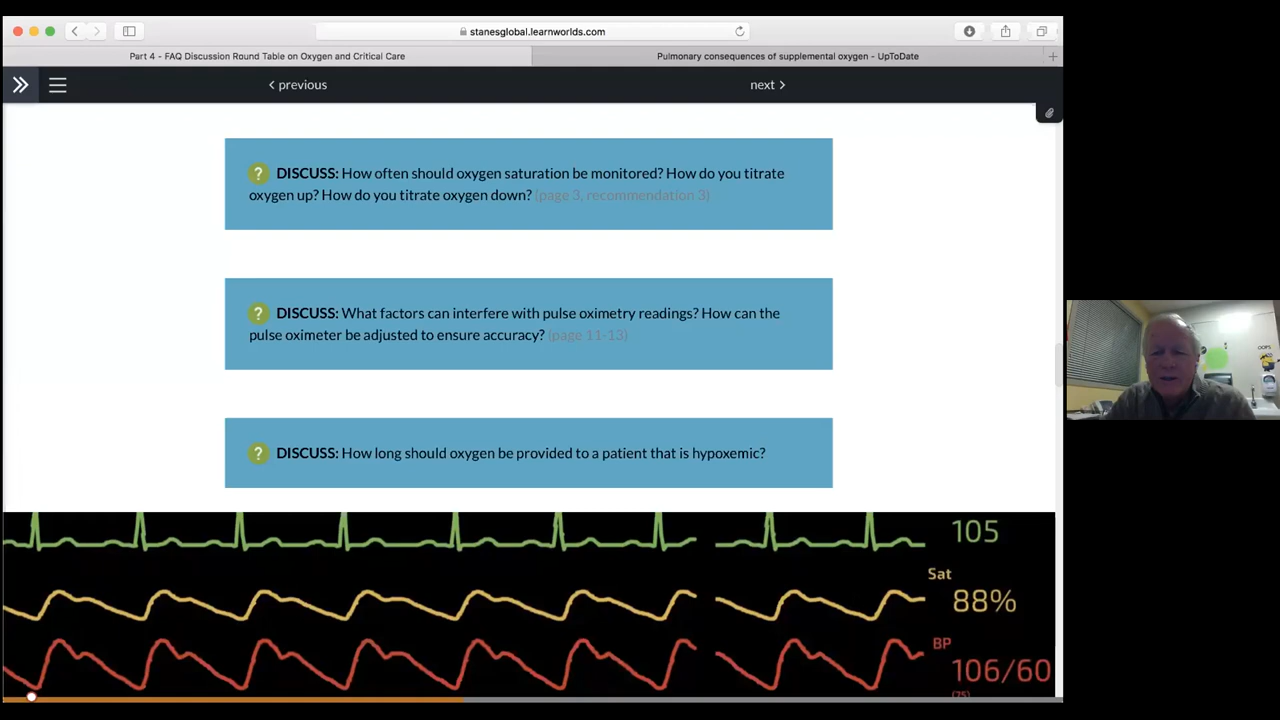 stanesglobal.learnworlds.com
Part 4 - FAQ Discussion Round Table on Oxygen and Critical Care
Pulmonary consequences of supplemental oxygen - UpToDate
previous
next
? DISCUSS: How often should oxygen saturation be monitored? How do you titrate
oxygen up? How do you titrate oxygen down? (page 3, recommendation 3)
? DISCUSS: What factors can interfere with pulse oximetry readings? How can the
pulse oximeter be adjusted to ensure accuracy? (page 11-13)
? DISCUSS: How long should oxygen be provided to a patient that is hypoxemic?
105
Sat
88%
BP
106/60
(75)